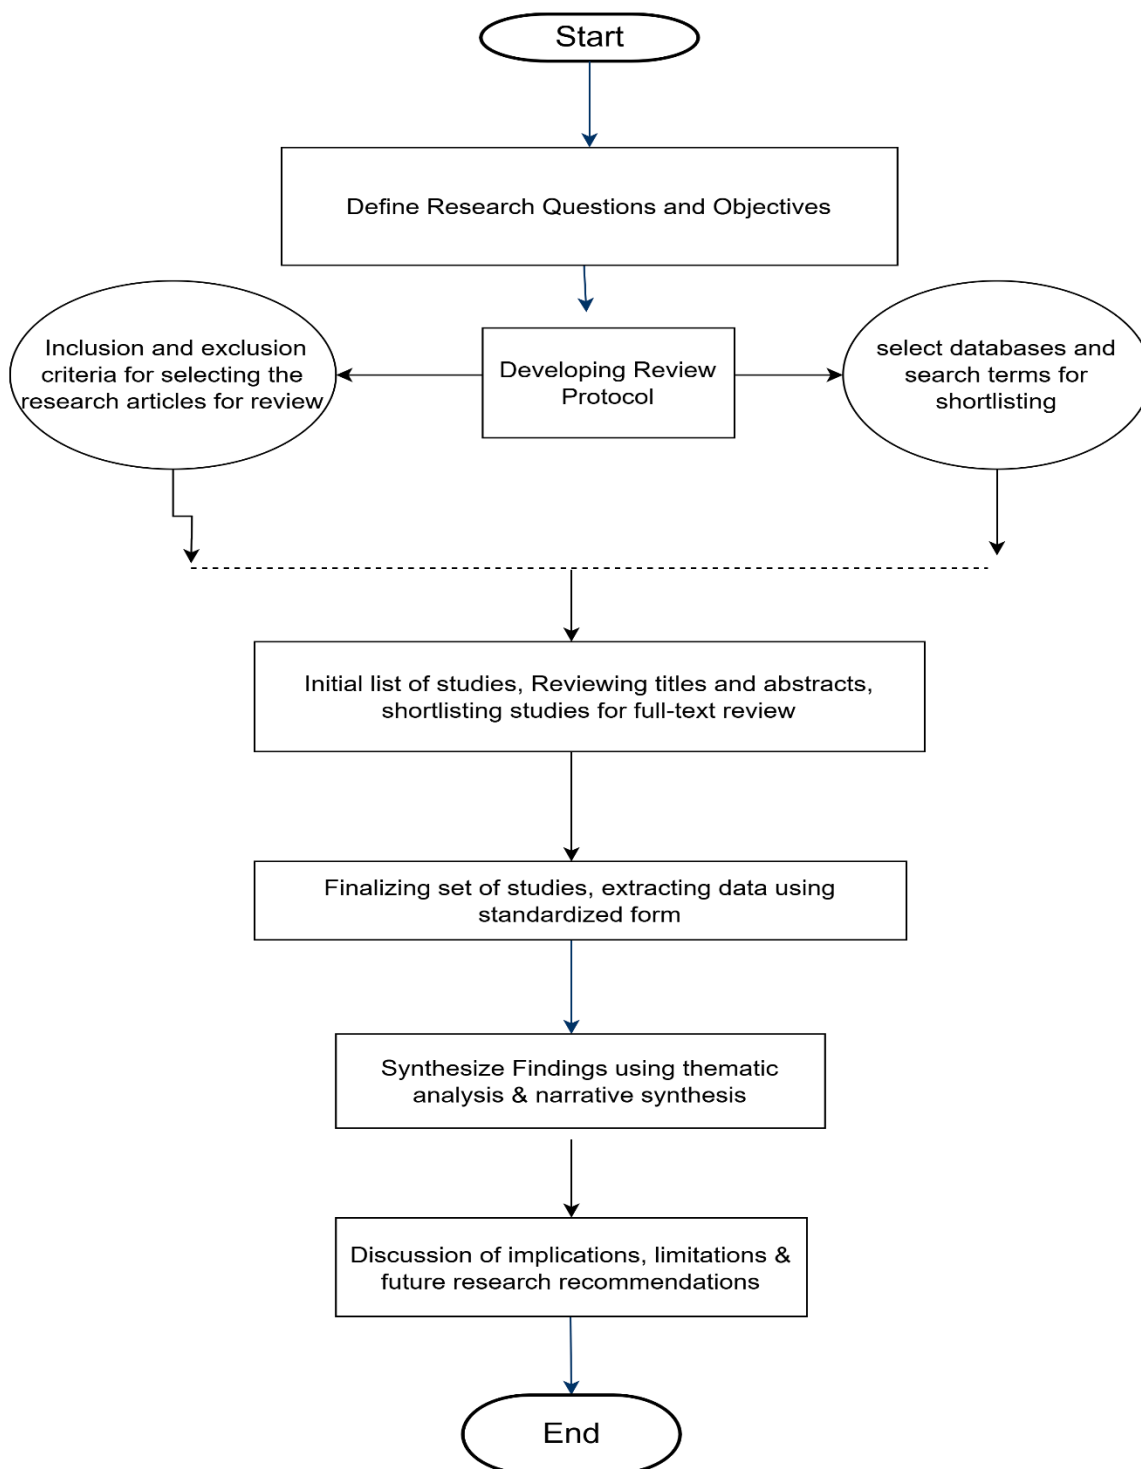 Start
Define Research Questions and Objectives
Inclusion and exclusion
criteria for selecting the
research articles for review
Developing Review
Protocol
select databases and
search terms for
shortlisting
Initial list of studies, Reviewing titles and abstracts,
shortlisting studies for full-text review
Finalizing set of studies, extracting data using
standardized form
Synthesize Findings using thematic
analysis & narrative synthesis
Discussion of implications, limitations &
future research recommendations
End